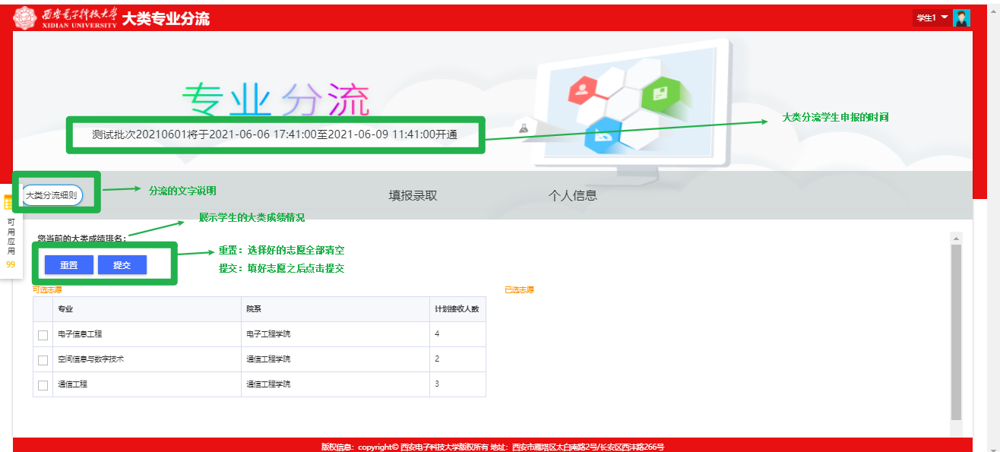 西安电子科技大学
XIDIAN UNIVERSITY
大类专业分流
学生1
专业分流
测试批次20210601将于2021-06-06 17:41:00至2021-06-09 11:41:00开通
大类分流学生申报的时间
大类分流细则
分流的文字说明
填报录取
个人信息
可用应用
99
展示学生的大类成绩情况
您当前的大类成绩排名：
重置
提交
重置：选择好的志愿全部清空
提交：填好志愿之后点击提交
可选志愿
已选志愿
专业 院系 计划接收人数
电子信息工程 电子工程学院 4
空间信息与数字技术 通信工程学院 2
通信工程 通信工程学院 3
版权信息：copyright© 西安电子科技大学版权所有 地址：西安市雁塔区太白南路2号/长安区西沣路266号